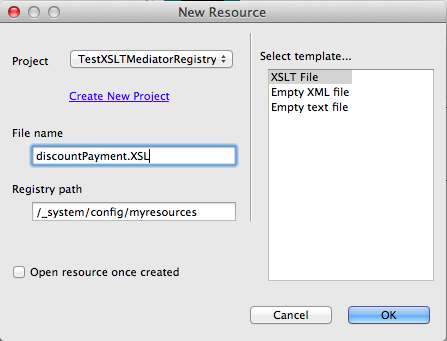 New Resource
Project
TestXSLTMediatorRegistry
Create New Project
File name
discountPayment.XSL
Registry path
/_system/config/myresources
Open resource once created
Select template...
XSLT File
Empty XML file
Empty text file
Cancel
OK